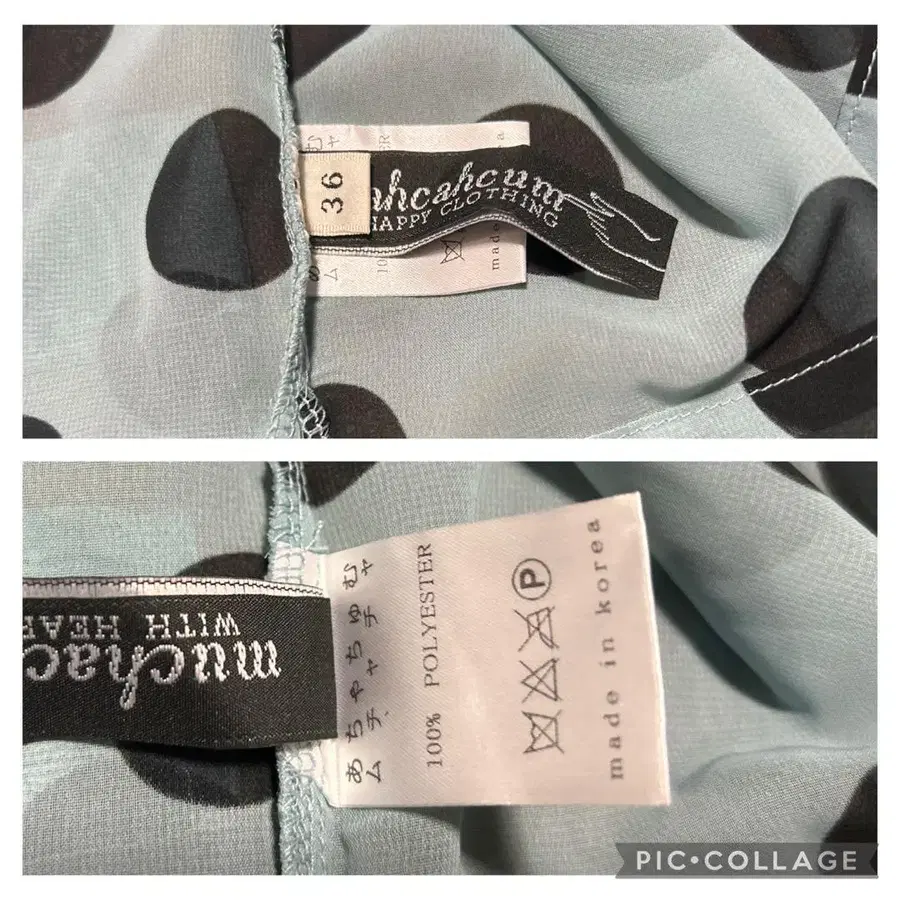 36
ahcahcum
HAPPY CLOTHING
made
muchac
WITH HEAR
あちゃちゅむ
ムチャチャ
100% POLYESTER
P
made in korea
PIC•COLLAGE